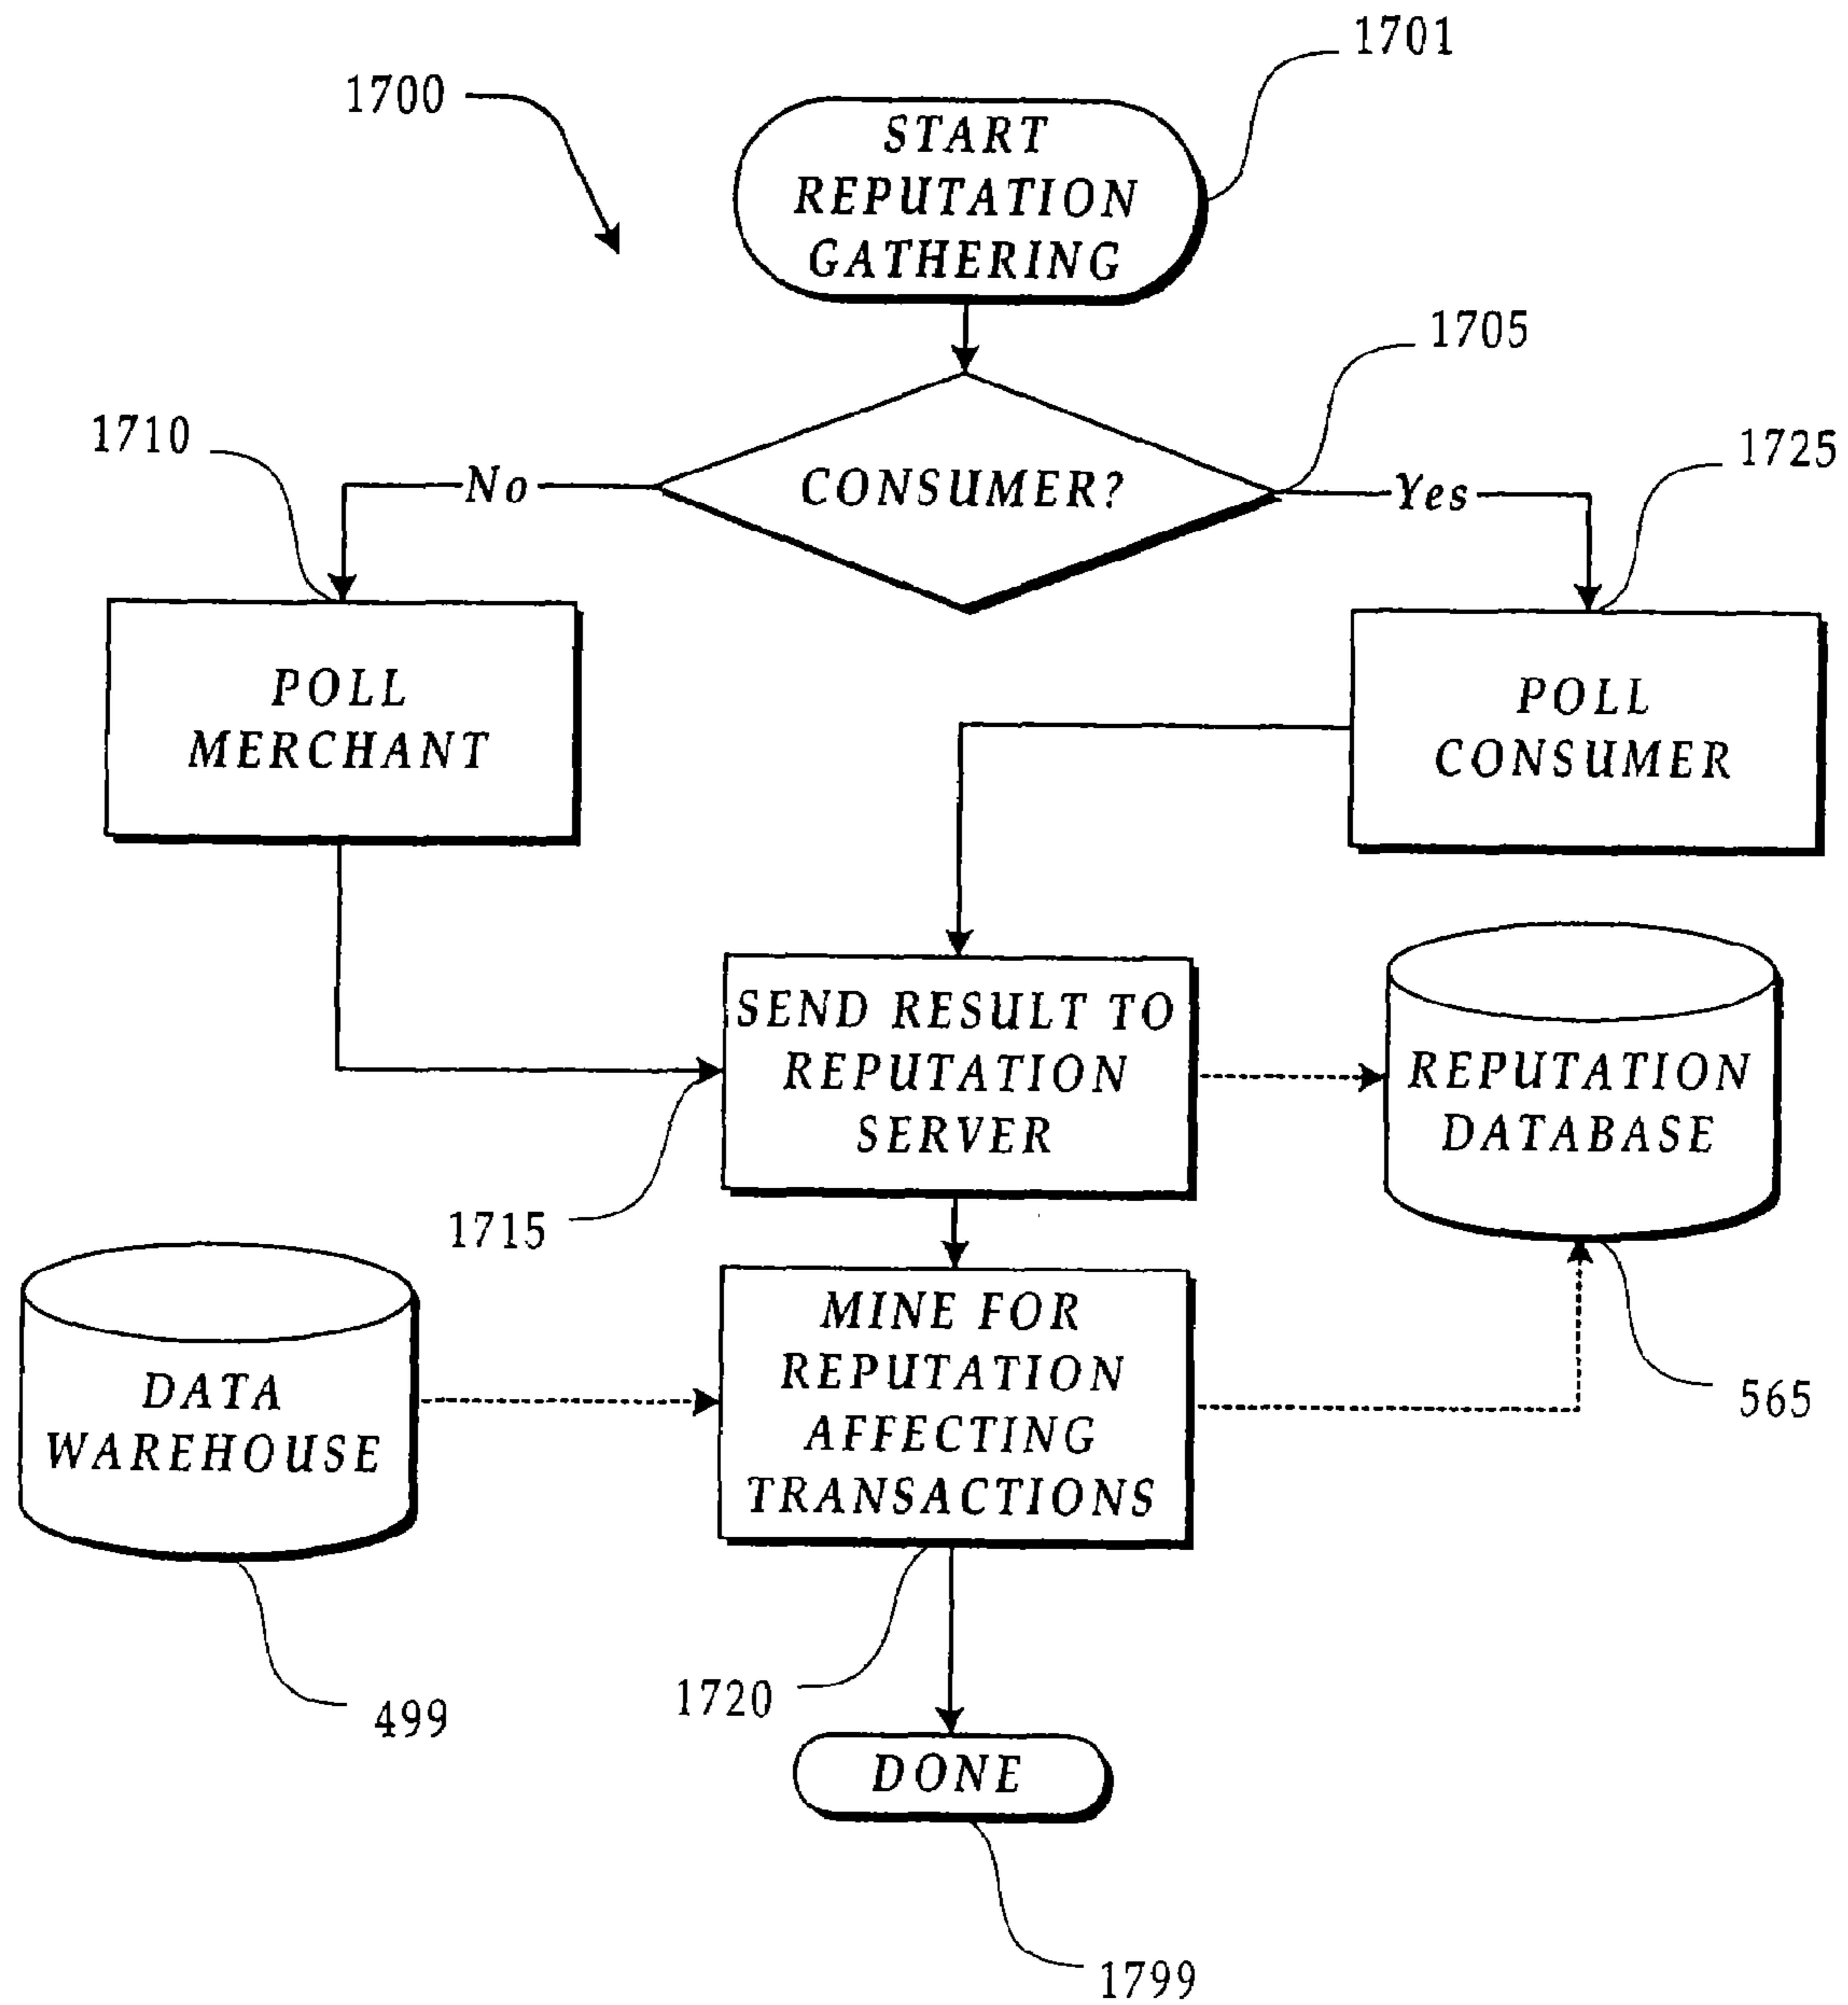 1701
1700
START
REPUTATION
GATHERING
1705
1710
1725
No
CONSUMER?
Yes
POLL
MERCHANT
POLL
CONSUMER
SEND RESULT TO
REPUTATION
SERVER
REPUTATION
DATABASE
1715
MINE FOR
REPUTATION
AFFECTING
TRANSACTIONS
DATA
WAREHOUSE
565
1720
499
DONE
1799